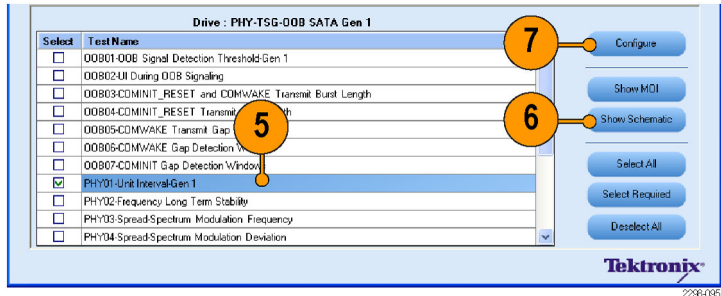 Drive : PHY-TSG-OOB SATA Gen 1
Select Test Name
OOB01-OOB Signal Detection Threshold-Gen 1
OOB02-UI During OOB Signaling
OOB03-COMINIT_RESET and COMWAKE Transmit Burst Length
OOB04-COMINIT_RESET Transmit
OOB05-COMWAKE Transmit Gap
OOB06-COMWAKE Gap Detection
OOB07-COMINIT Gap Detection Window
PHY01-Unit Interval-Gen 1
PHY02-Frequency Long Term Stability
PHY03-Spread-Spectrum Modulation Frequency
PHY04-Spread-Spectrum Modulation Deviation
5
7
Configure
Show MOI
6
Show Schematic
Select All
Select Required
Deselect All
Tektronix
2298-095